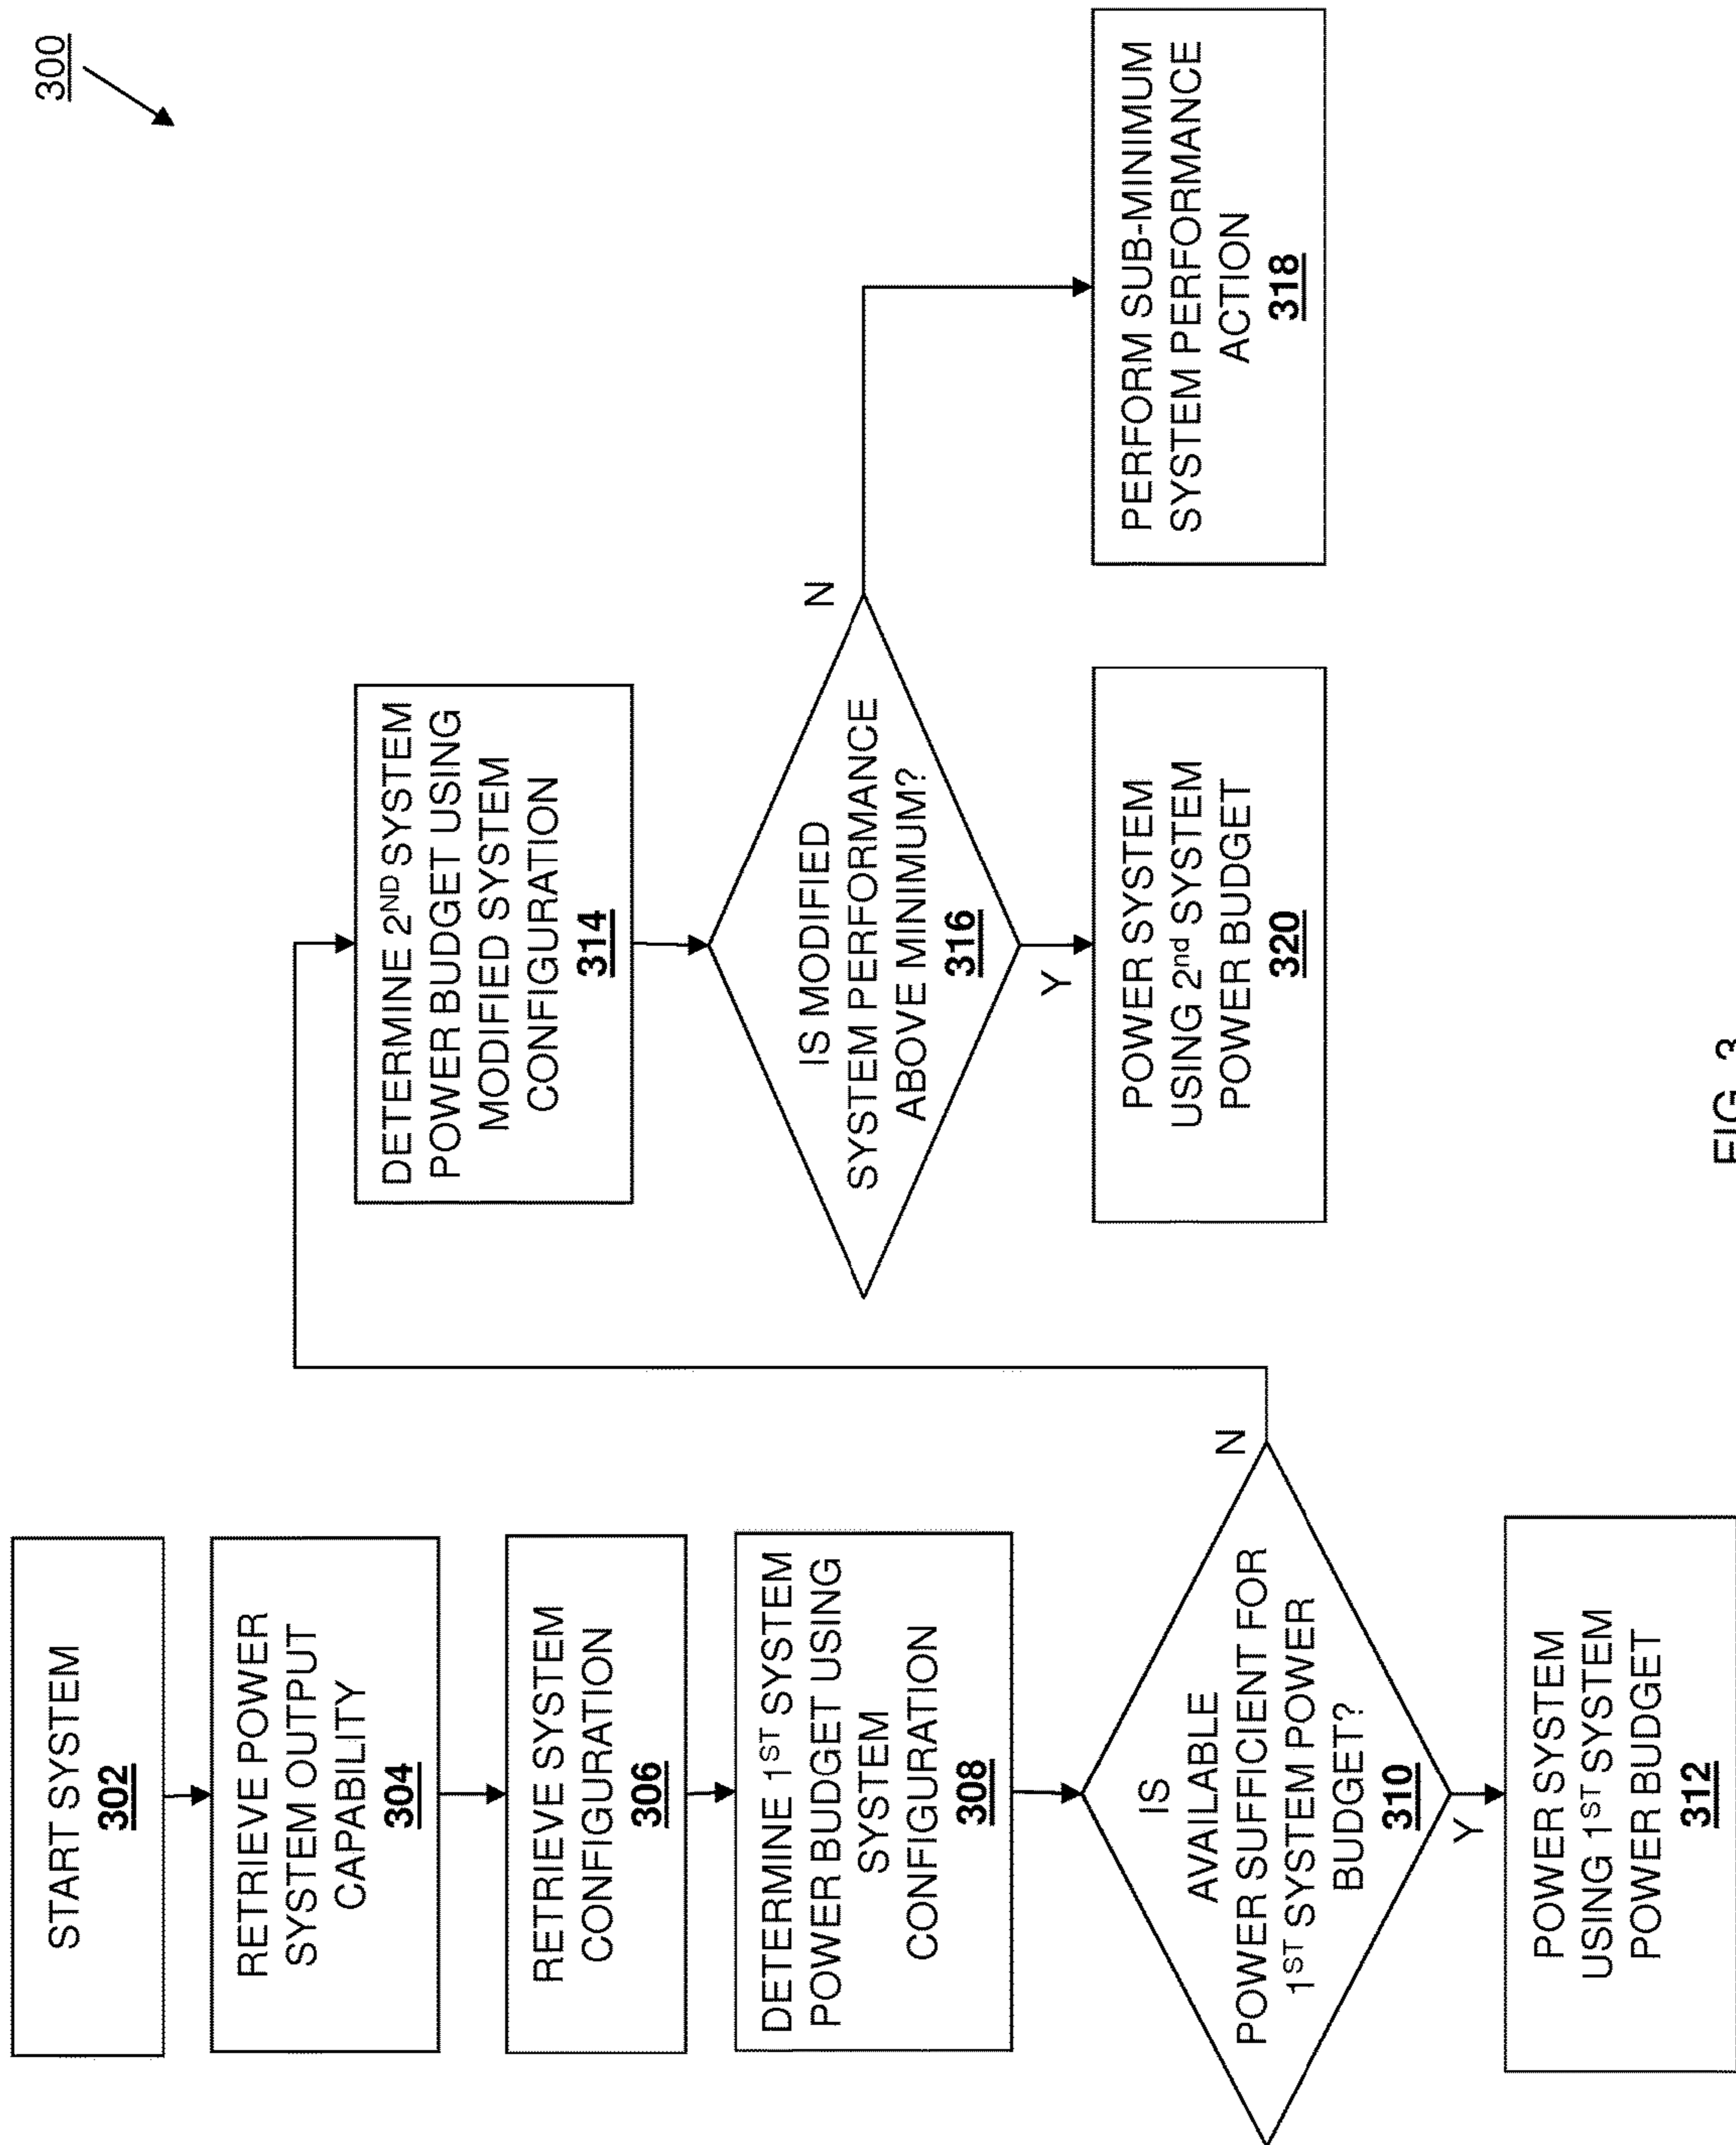 300
START SYSTEM
302
RETRIEVE POWER
SYSTEM OUTPUT
CAPABILITY
304
RETRIEVE SYSTEM
CONFIGURATION
306
DETERMINE 1ST SYSTEM
POWER BUDGET USING
SYSTEM
CONFIGURATION
308
IS
AVAILABLE
POWER SUFFICIENT FOR
1ST SYSTEM POWER
BUDGET?
310
N
Y
POWER SYSTEM
USING 1ST SYSTEM
POWER BUDGET
312
DETERMINE 2ND SYSTEM
POWER BUDGET USING
MODIFIED SYSTEM
CONFIGURATION
314
IS MODIFIED
SYSTEM PERFORMANCE
ABOVE MINIMUM?
316
N
Y
POWER SYSTEM
USING 2nd SYSTEM
POWER BUDGET
320
PERFORM SUB-MINIMUM
SYSTEM PERFORMANCE
ACTION
318
FIG. 3